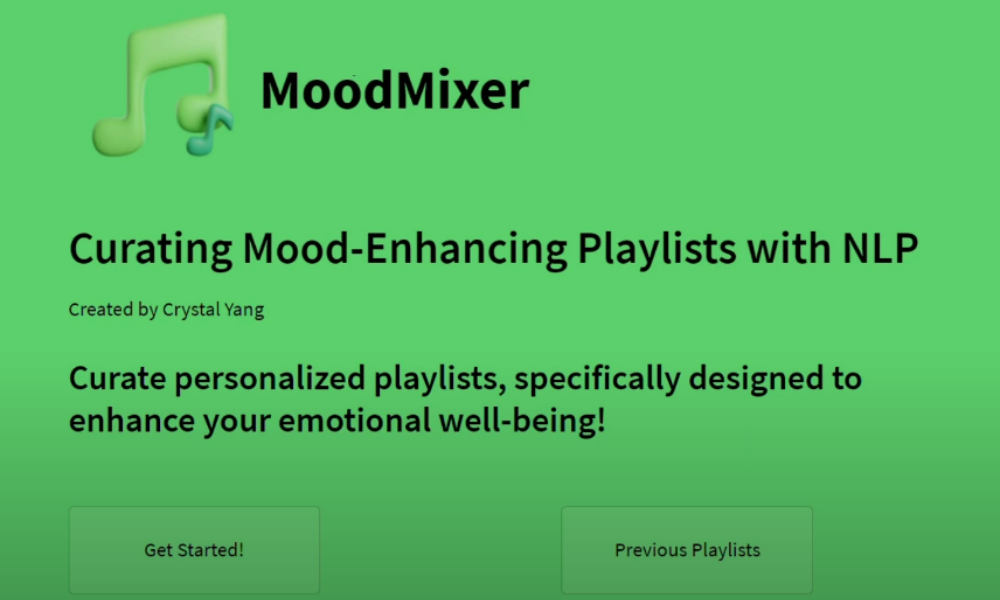 MoodMixer
Curating Mood-Enhancing Playlists with NLP
Created by Crystal Yang
Curate personalized playlists, specifically designed to
enhance your emotional well-being!
Get Started!
Previous Playlists